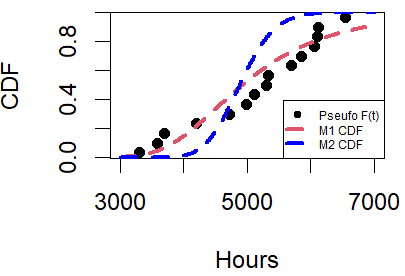 CDF
0.8
0.4
0.0
Pseufo F(t)
M1 CDF
M2 CDF
3000 5000 7000
Hours